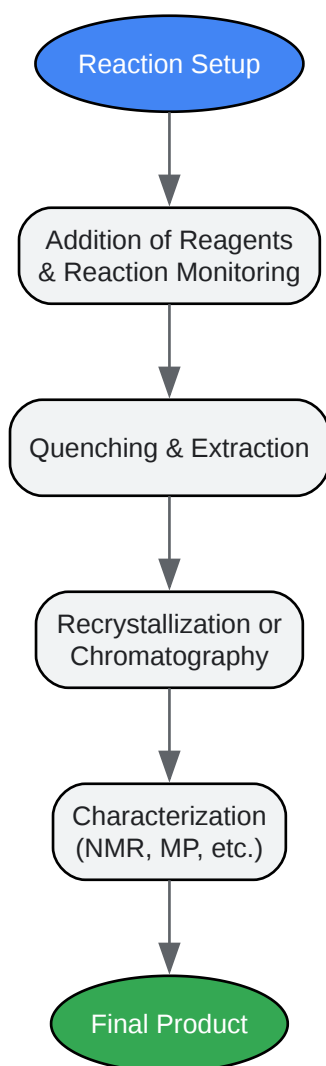 Reaction Setup
Addition of Reagents
& Reaction Monitoring
Quenching & Extraction
Recrystallization or
Chromatography
Characterization
(NMR, MP, etc.)
Final Product